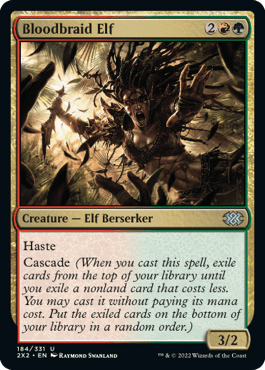 Bloodbraid Elf 2
Creature — Elf Berserker
Haste
Cascade (When you cast this spell, exile
cards from the top of your library until
you exile a nonland card that costs less.
You may cast it without paying its mana
cost. Put the exiled cards on the bottom of
your library in a random order.)
3/2
184/331 U
2X2 • EN RAYMOND SWANLAND ™ & © 2022 Wizards of the Coast